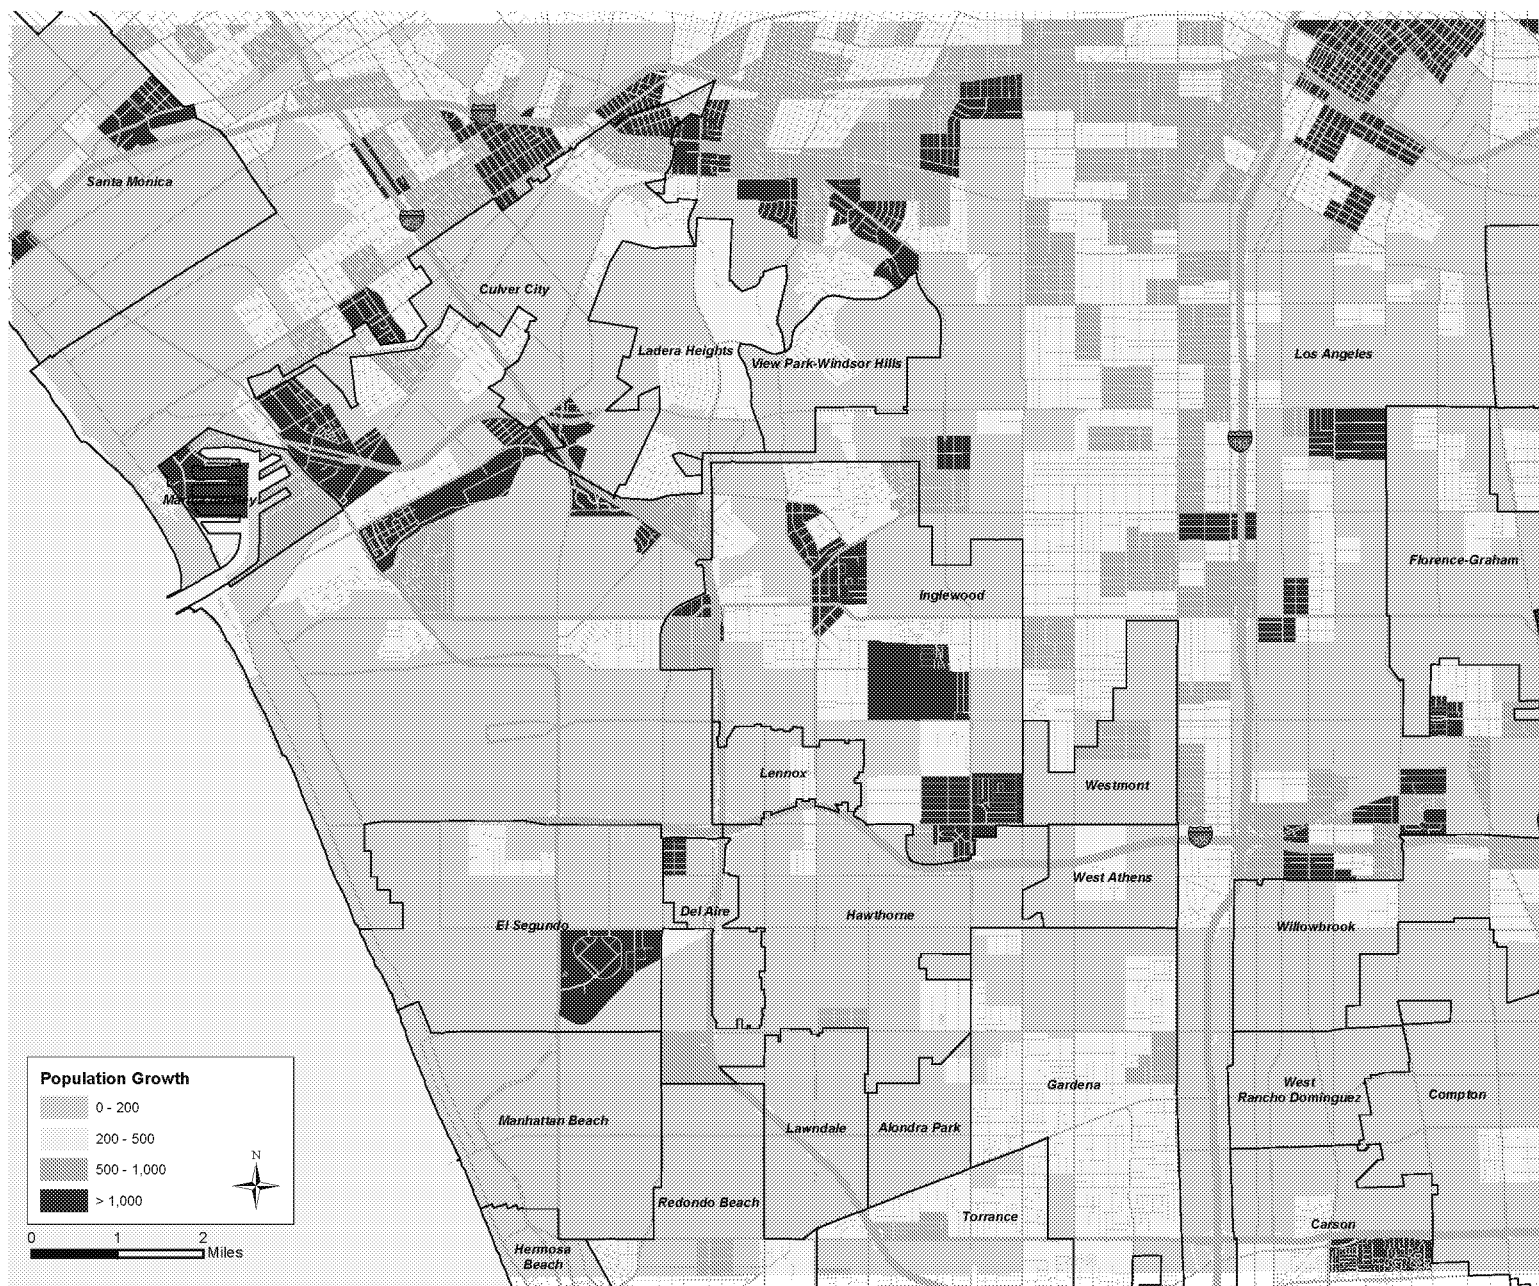 Santa Monica
Culver City
Ladera Heights
View Park-Windsor Hills
Los Angeles
Florence-Graham
Inglewood
Lennox
Westmont
West Athens
Del Aire
El Segundo
Hawthorne
Willowbrook
Population Growth
0 - 200
200 - 500
500 - 1,000
> 1,000
N
0 1 2
Miles
Manhattan Beach
Lawndale
Alondra Park
Gardena
West
Rancho Dominguez
Compton
Redondo Beach
Torrance
Carson
Hermosa
Beach